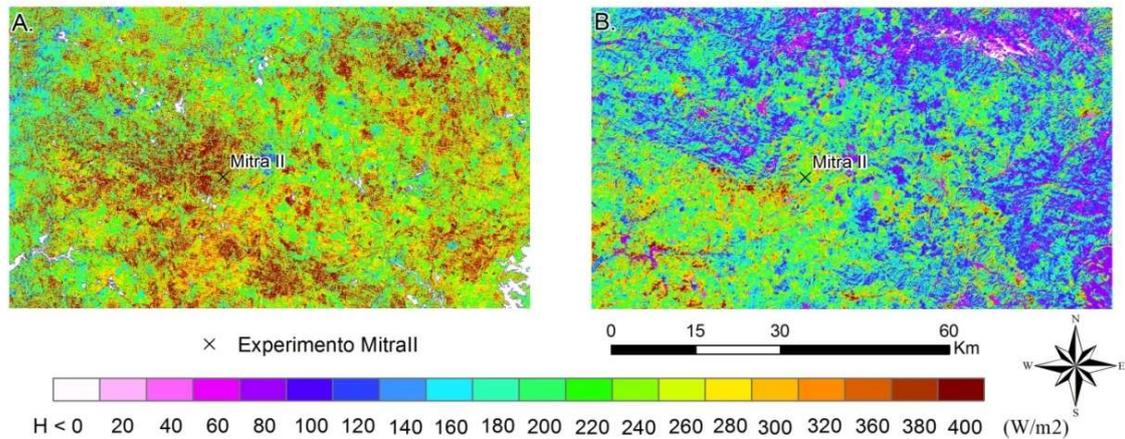 A.
B.
Mitra II
Mitra II
× Experimento MitraII
0 15 30 60
Km
N
W E
S
H < 0 20 40 60 80 100 120 140 160 180 200 220 240 260 280 300 320 360 380 400 (W/m2)